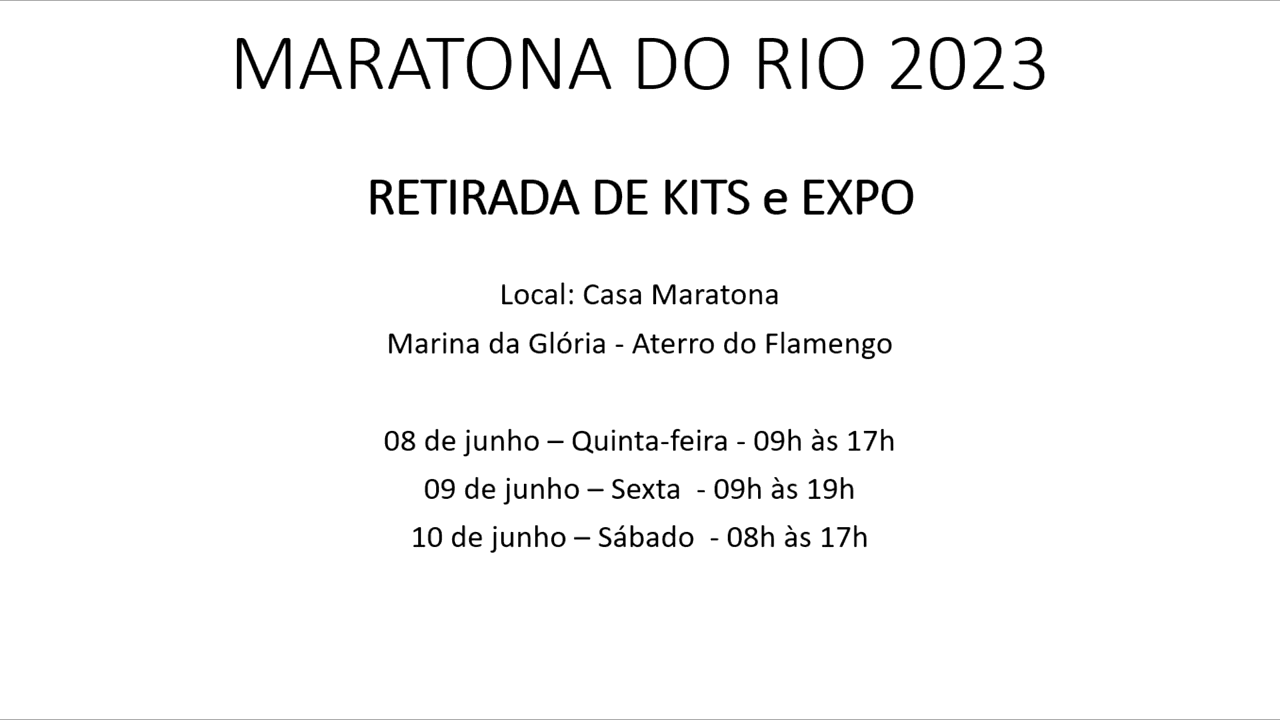 MARATONA DO RIO 2023
RETIRADA DE KITS e EXPO
Local: Casa Maratona
Marina da Glória - Aterro do Flamengo
08 de junho – Quinta-feira - 09h às 17h
09 de junho – Sexta  - 09h às 19h
10 de junho – Sábado  - 08h às 17h